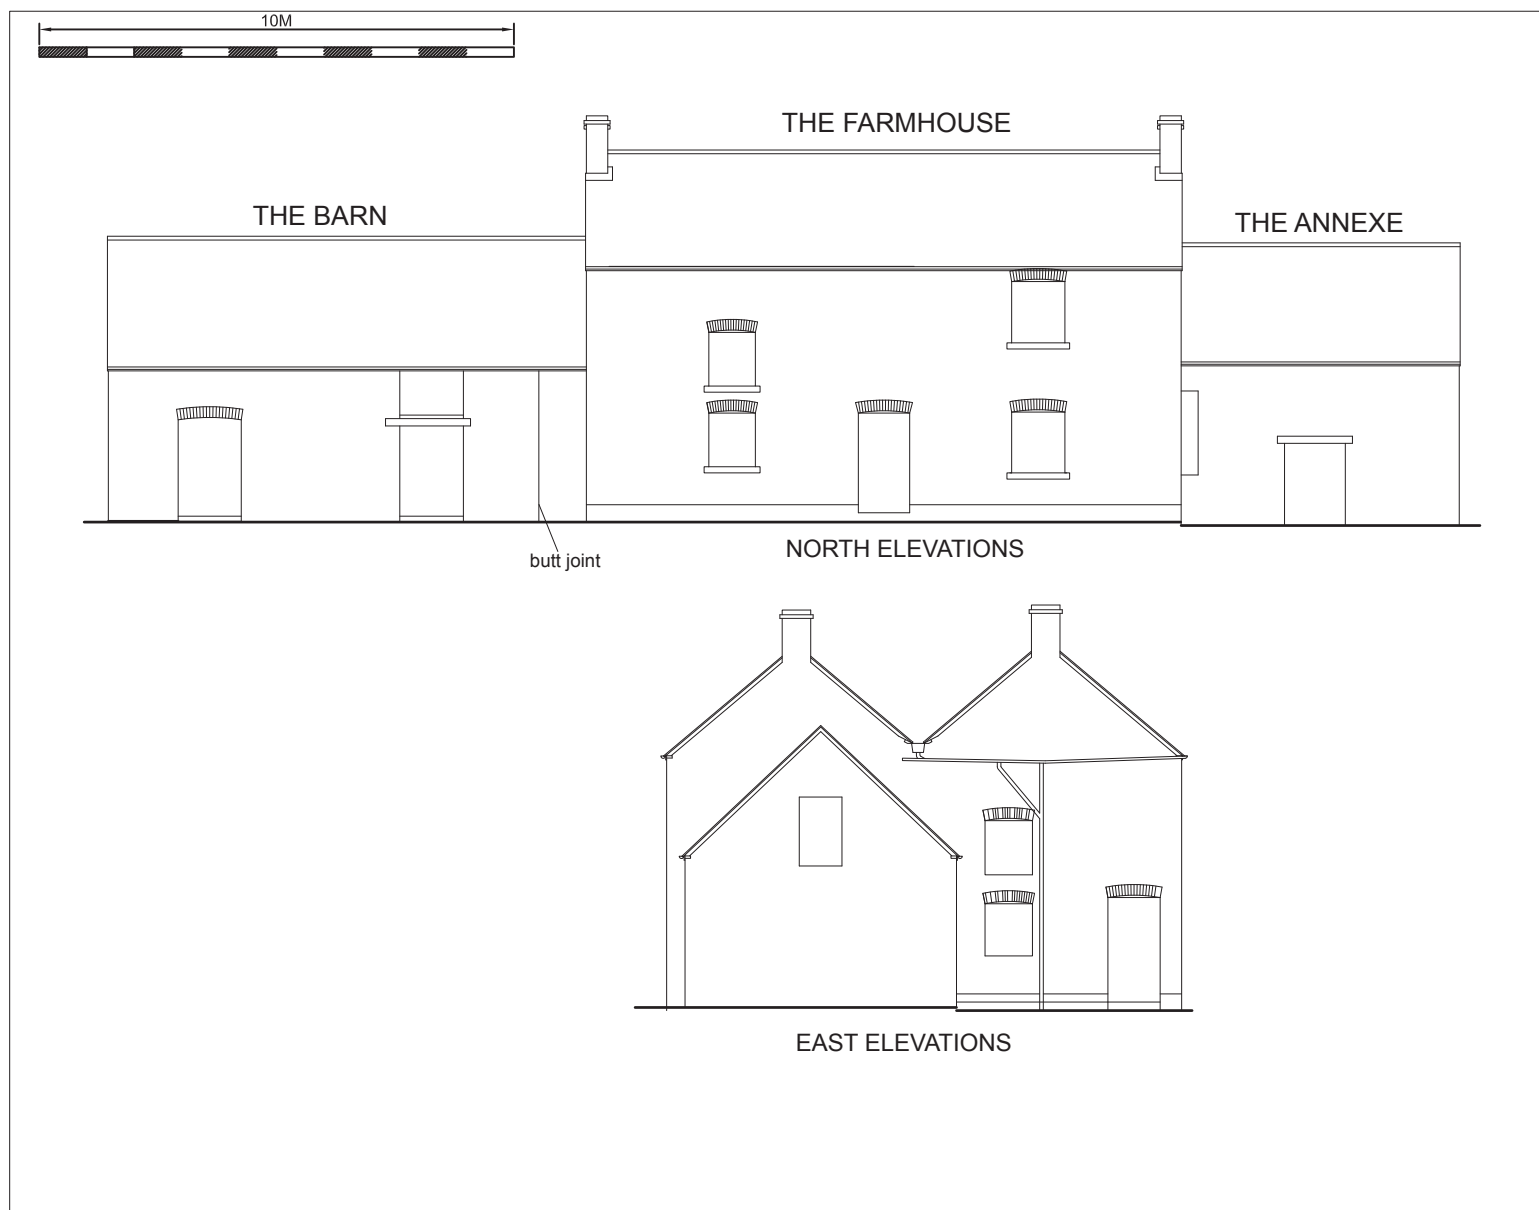 10M
THE FARMHOUSE
THE BARN
THE ANNEXE
butt joint
NORTH ELEVATIONS
EAST ELEVATIONS